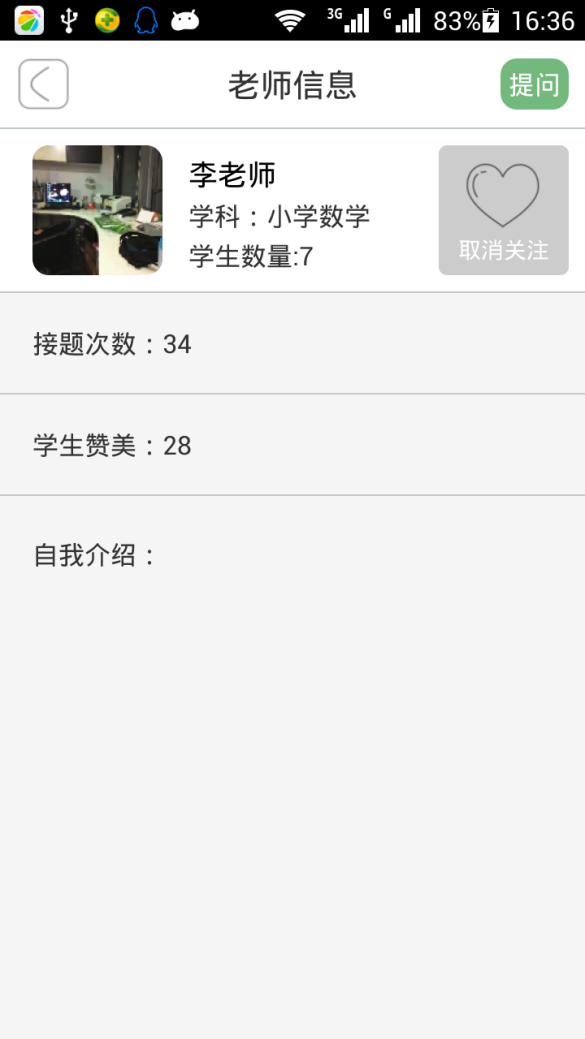 3G G 83% 16:36
老师信息
提问
李老师
学科：小学数学
学生数量:7
取消关注
接题次数：34
学生赞美：28
自我介绍：